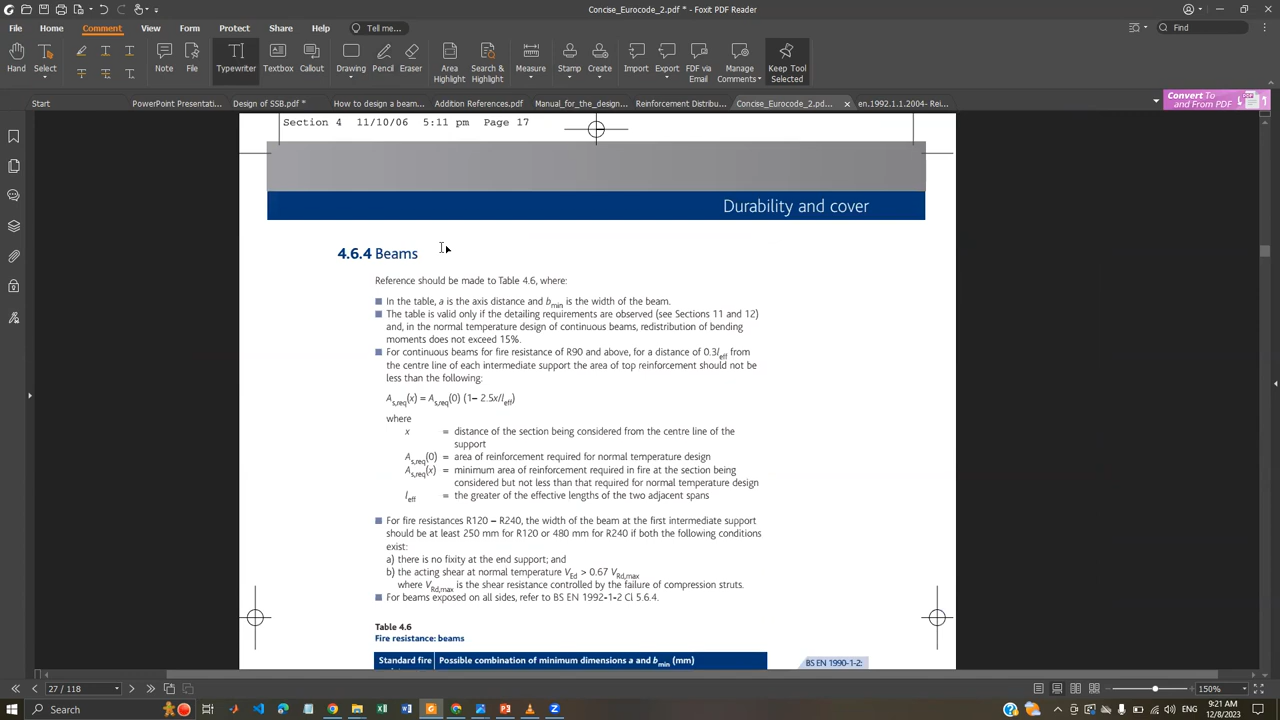 Concise_Eurocode_2.pdf * - Foxit PDF Reader
File Home Comment View Form Protect Share Help Tell me... Find
Hand Select Note File Typewriter Textbox Callout Drawing Pencil Eraser Area Highlight Search & Highlight Measure Stamp Create Import Export FDF via Email Manage Comments Keep Tool Selected
Start PowerPoint Presentati... Design of SSB.pdf * How to design a beam... Addition References.pdf Manual_for_the_design... Reinforcement Distribu... Concise_Eurocode_2.pd... en.1992.1.1.2004- Rei...
Convert To and From PDF
Section 4 11/10/06 5:11 pm Page 17
Durability and cover
4.6.4 Beams
Reference should be made to Table 4.6, where:
In the table, a is the axis distance and bmin is the width of the beam.
The table is valid only if the detailing requirements are observed (see Sections 11 and 12)
and, in the normal temperature design of continuous beams, redistribution of bending
moments does not exceed 15%.
For continuous beams for fire resistance of R90 and above, for a distance of 0.3leff from
the centre line of each intermediate support the area of top reinforcement should not be
less than the following:
As,req(x) = As,req(0) (1– 2.5x/leff)
where
x = distance of the section being considered from the centre line of the
support
As,req(0) = area of reinforcement required for normal temperature design
As,req(x) = minimum area of reinforcement required in fire at the section being
considered but not less than that required for normal temperature design
leff = the greater of the effective lengths of the two adjacent spans
For fire resistances R120 – R240, the width of the beam at the first intermediate support
should be at least 250 mm for R120 or 480 mm for R240 if both the following conditions
exist:
a) there is no fixity at the end support; and
b) the acting shear at normal temperature VEd > 0.67 VRd,max
where VRd,max is the shear resistance controlled by the failure of compression struts.
For beams exposed on all sides, refer to BS EN 1992-1-2 Cl 5.6.4.
Table 4.6
Fire resistance: beams
Standard fire Possible combination of minimum dimensions a and bmin (mm)
BS EN 1990-1-2:
27 / 118
150%
Search
9:21 AM
12/8/2023